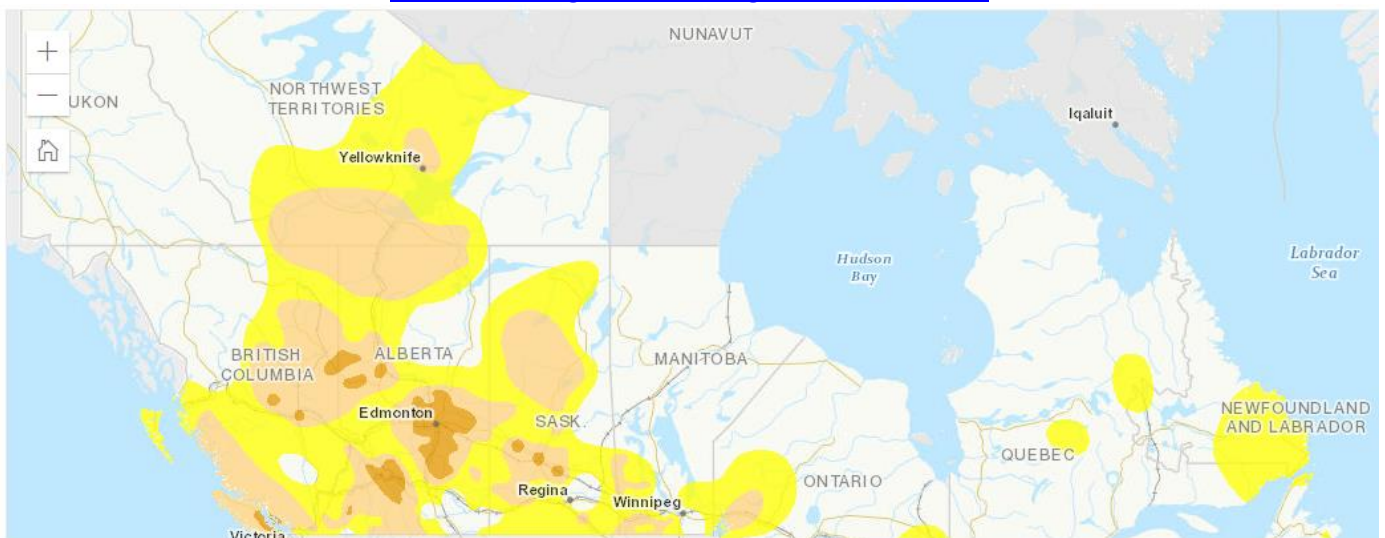 NUNAVUT
UKON
NORTHWEST
TERRITORIES
Iqaluit
Yellowknife
Hudson
Bay
Labrador
Sea
BRITISH
COLUMBIA
ALBERTA
MANITOBA
Edmonton
SASK.
NEWFOUNDLAND
AND LABRADOR
QUEBEC
ONTARIO
Regina
Winnipeg
Victoria